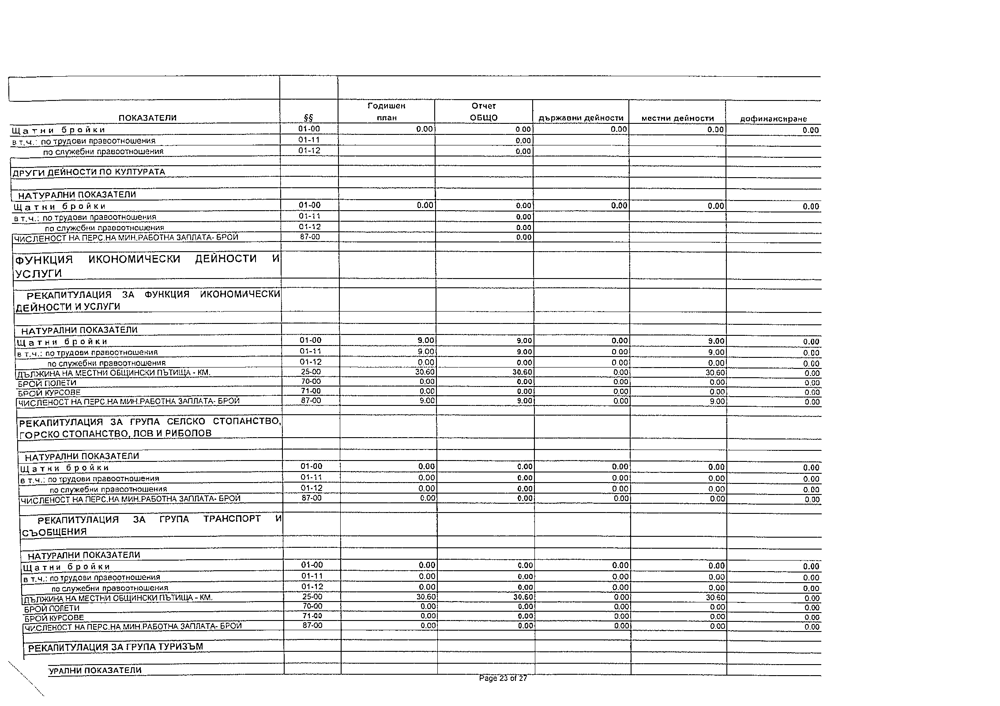 Годишен Отчет
ПОКАЗАТЕЛИ §§ план ОБЩО държавни дейности местни дейности дофинансиране
Щатни бройки 01-00 0.00 0.00 0.00 0.00 0.00
в т.ч.: по трудови правоотношения 01-11 0.00
по служебни правоотношения 01-12 0.00
ДРУГИ ДЕЙНОСТИ ПО КУЛТУРАТА
НАТУРАЛНИ ПОКАЗАТЕЛИ
Щатни бройки 01-00 0.00 0.00 0.00 0.00 0.00
в т.ч.: по трудови правоотношения 01-11 0.00
по служебни правоотношения 01-12 0.00
ЧИСЛЕНОСТ НА ПЕРС.НА МИН.РАБОТНА ЗАПЛАТА- БРОЙ 87-00 0.00
ФУНКЦИЯ ИКОНОМИЧЕСКИ ДЕЙНОСТИ И
УСЛУГИ
РЕКАПИТУЛАЦИЯ ЗА ФУНКЦИЯ ИКОНОМИЧЕСКИ
ДЕЙНОСТИ И УСЛУГИ
НАТУРАЛНИ ПОКАЗАТЕЛИ
Щатни бройки 01-00 9.00 9.00 0.00 9.00 0.00
в т.ч.: по трудови правоотношения 01-11 9.00 9.00 0.00 9.00 0.00
по служебни правоотношения 01-12 0.00 0.00 0.00 0.00 0.00
ДЪЛЖИНА НА МЕСТНИ ОБЩИНСКИ ПЪТИЩА - КМ. 25-00 30.60 30.60 0.00 30.60 0.00
БРОЙ ПОЛЕТИ 70-00 0.00 0.00 0.00 0.00 0.00
БРОЙ КУРСОВЕ 71-00 0.00 0.00 0.00 0.00 0.00
ЧИСЛЕНОСТ НА ПЕРС.НА МИН.РАБОТНА ЗАПЛАТА- БРОЙ 87-00 9.00 9.00 0.00 9.00 0.00
РЕКАПИТУЛАЦИЯ ЗА ГРУПА СЕЛСКО СТОПАНСТВО,
ГОРСКО СТОПАНСТВО, ЛОВ И РИБОЛОВ
НАТУРАЛНИ ПОКАЗАТЕЛИ
Щатни бройки 01-00 0.00 0.00 0.00 0.00 0.00
в т.ч.: по трудови правоотношения 01-11 0.00 0.00 0.00 0.00 0.00
по служебни правоотношения 01-12 0.00 0.00 0.00 0.00 0.00
ЧИСЛЕНОСТ НА ПЕРС.НА МИН.РАБОТНА ЗАПЛАТА- БРОЙ 87-00 0.00 0.00 0.00 0.00 0.00
РЕКАПИТУЛАЦИЯ ЗА ГРУПА ТРАНСПОРТ И
СЪОБЩЕНИЯ
НАТУРАЛНИ ПОКАЗАТЕЛИ
Щатни бройки 01-00 0.00 0.00 0.00 0.00 0.00
в т.ч.: по трудови правоотношения 01-11 0.00 0.00 0.00 0.00 0.00
по служебни правоотношения 01-12 0.00 0.00 0.00 0.00 0.00
ДЪЛЖИНА НА МЕСТНИ ОБЩИНСКИ ПЪТИЩА - КМ. 25-00 30.60 30.60 0.00 30.60 0.00
БРОЙ ПОЛЕТИ 70-00 0.00 0.00 0.00 0.00 0.00
БРОЙ КУРСОВЕ 71-00 0.00 0.00 0.00 0.00 0.00
ЧИСЛЕНОСТ НА ПЕРС.НА МИН.РАБОТНА ЗАПЛАТА- БРОЙ 87-00 0.00 0.00 0.00 0.00 0.00
РЕКАПИТУЛАЦИЯ ЗА ГРУПА ТУРИЗЪМ
УРАЛНИ ПОКАЗАТЕЛИ
Page 23 of 27